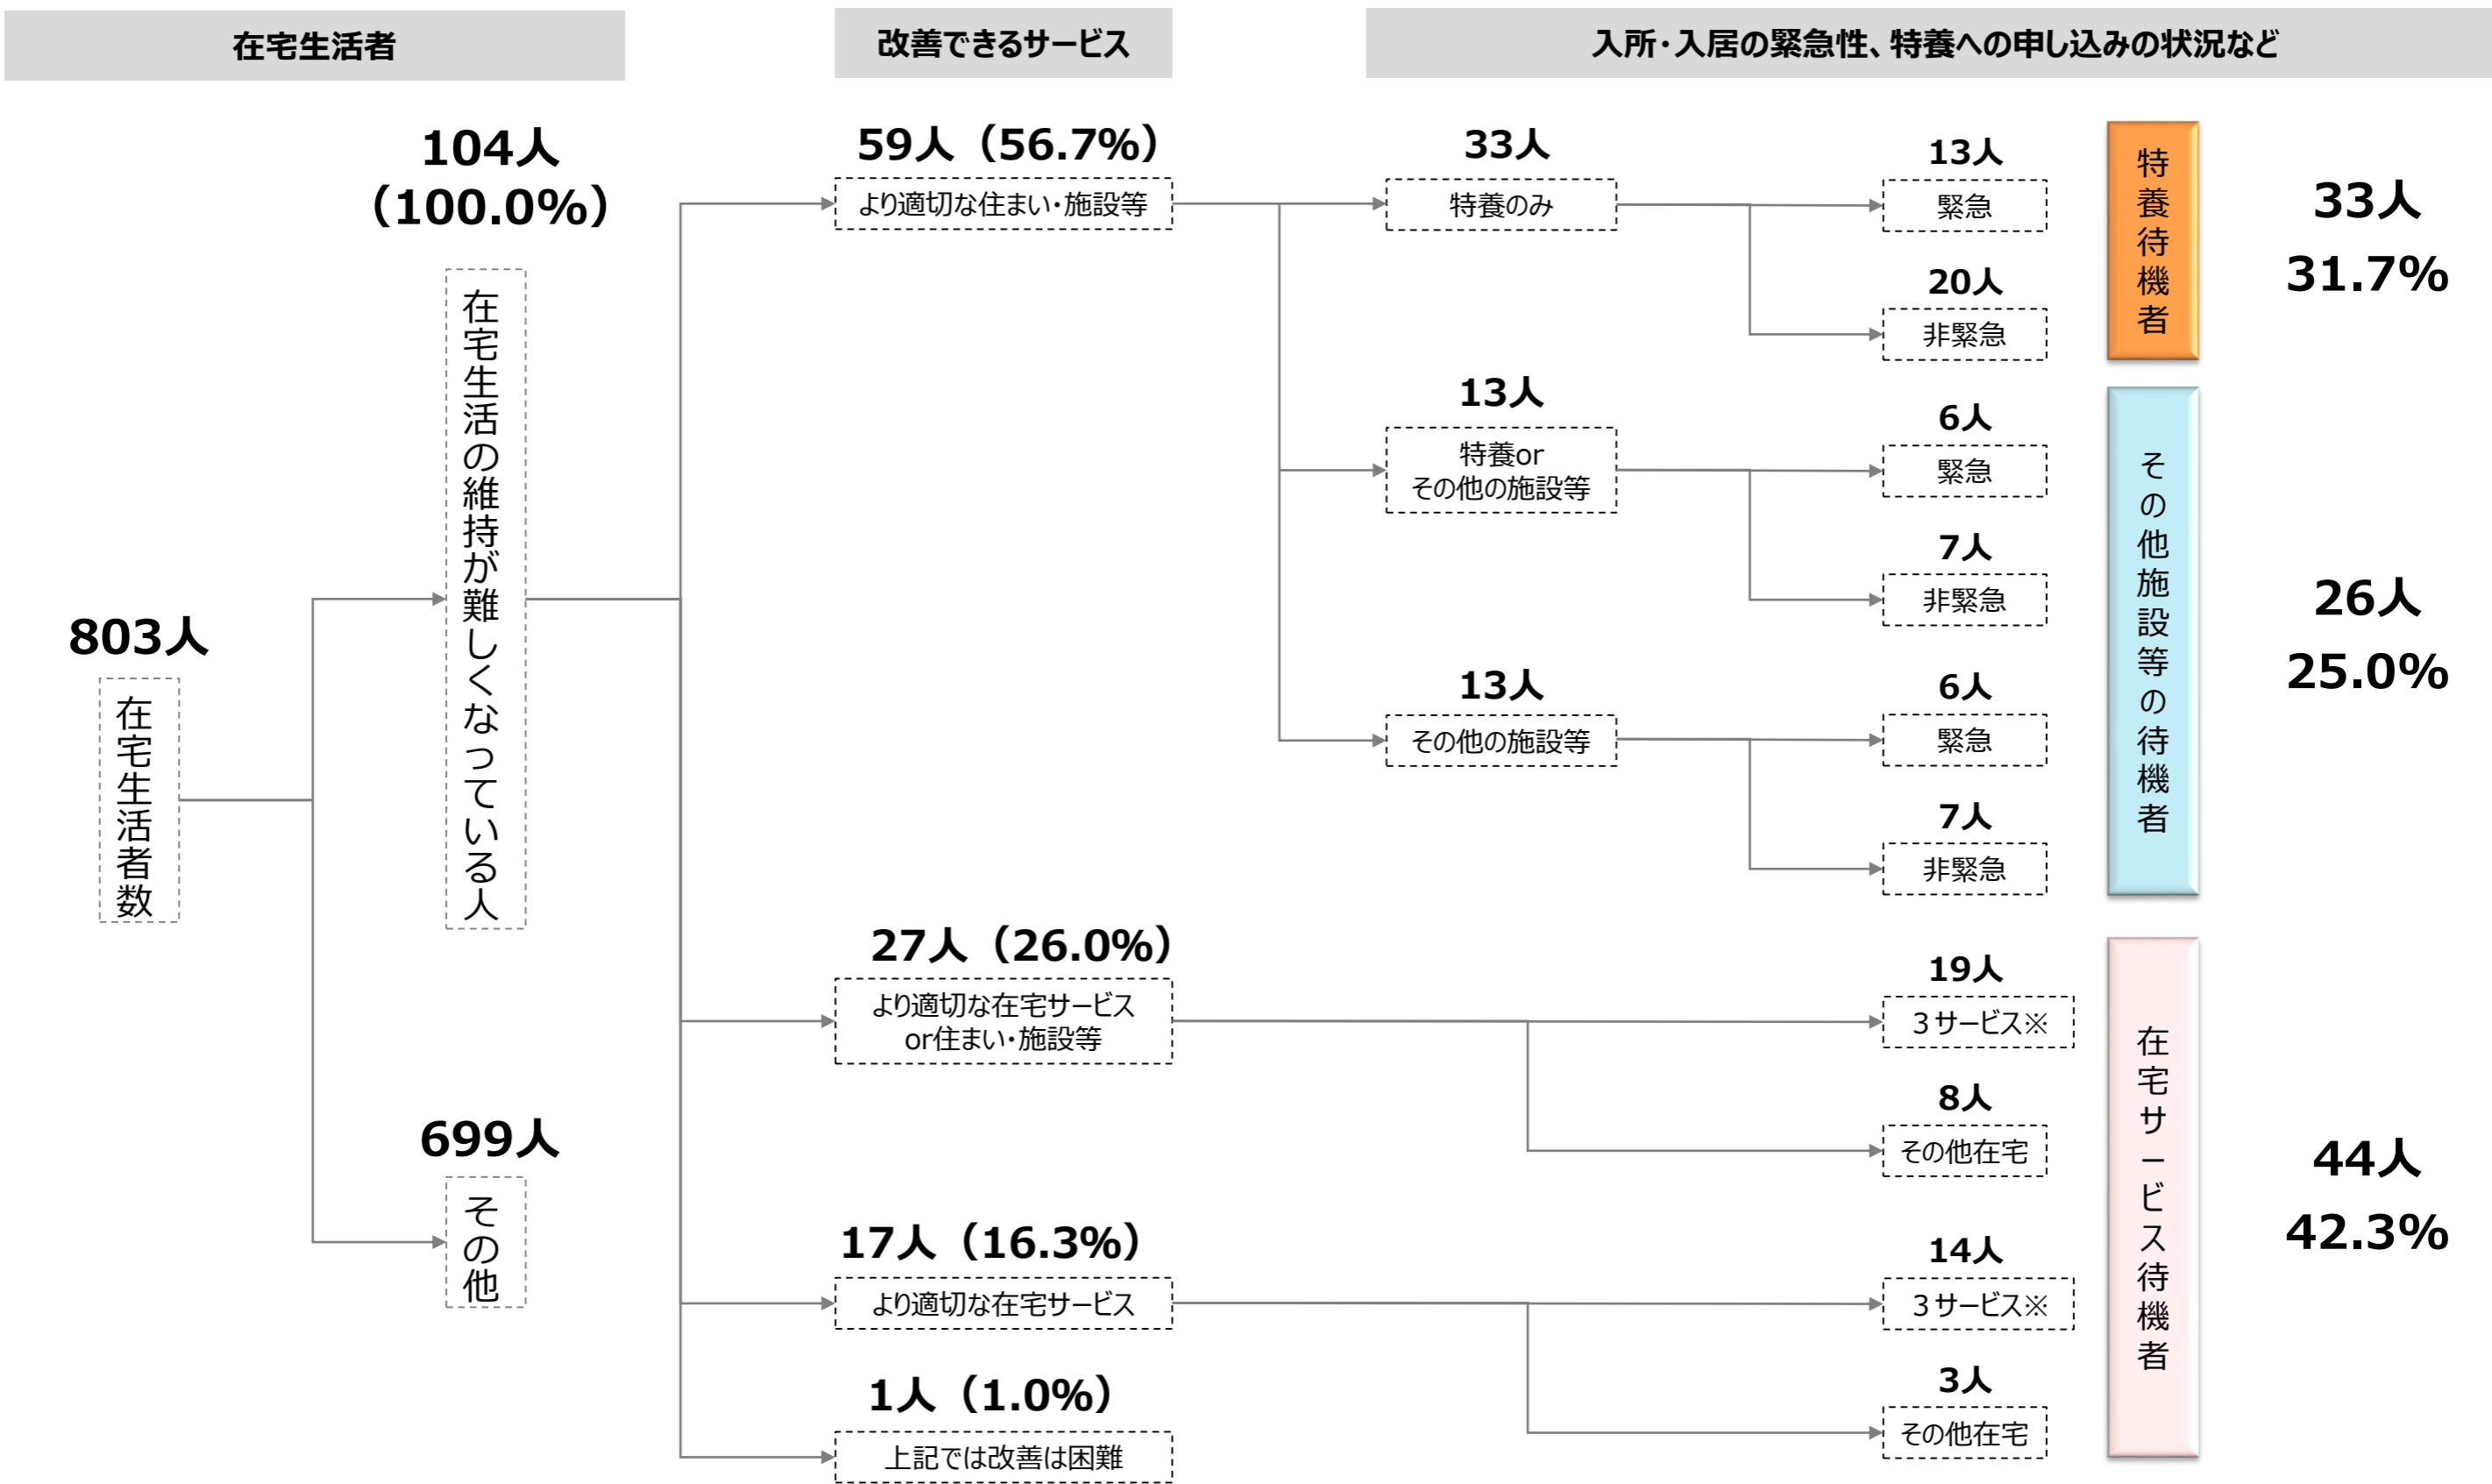 在宅生活者
改善できるサービス
入所・入居の緊急性、特養への申し込みの状況など
803人
在宅生活者数
104人
（100.0%）
在宅生活の維持が難しくなっている人
699人
その他
59人（56.7%）
より適切な住まい・施設等
33人
特養のみ
13人
緊急
20人
非緊急
13人
特養or
その他の施設等
6人
緊急
7人
非緊急
13人
その他の施設等
6人
緊急
7人
非緊急
27人（26.0%）
より適切な在宅サービス
or住まい・施設等
19人
３サービス※
8人
その他在宅
17人（16.3%）
より適切な在宅サービス
14人
３サービス※
3人
その他在宅
1人（1.0%）
上記では改善は困難
特養待機者
33人
31.7%
その他施設等の待機者
26人
25.0%
在宅サービス待機者
44人
42.3%